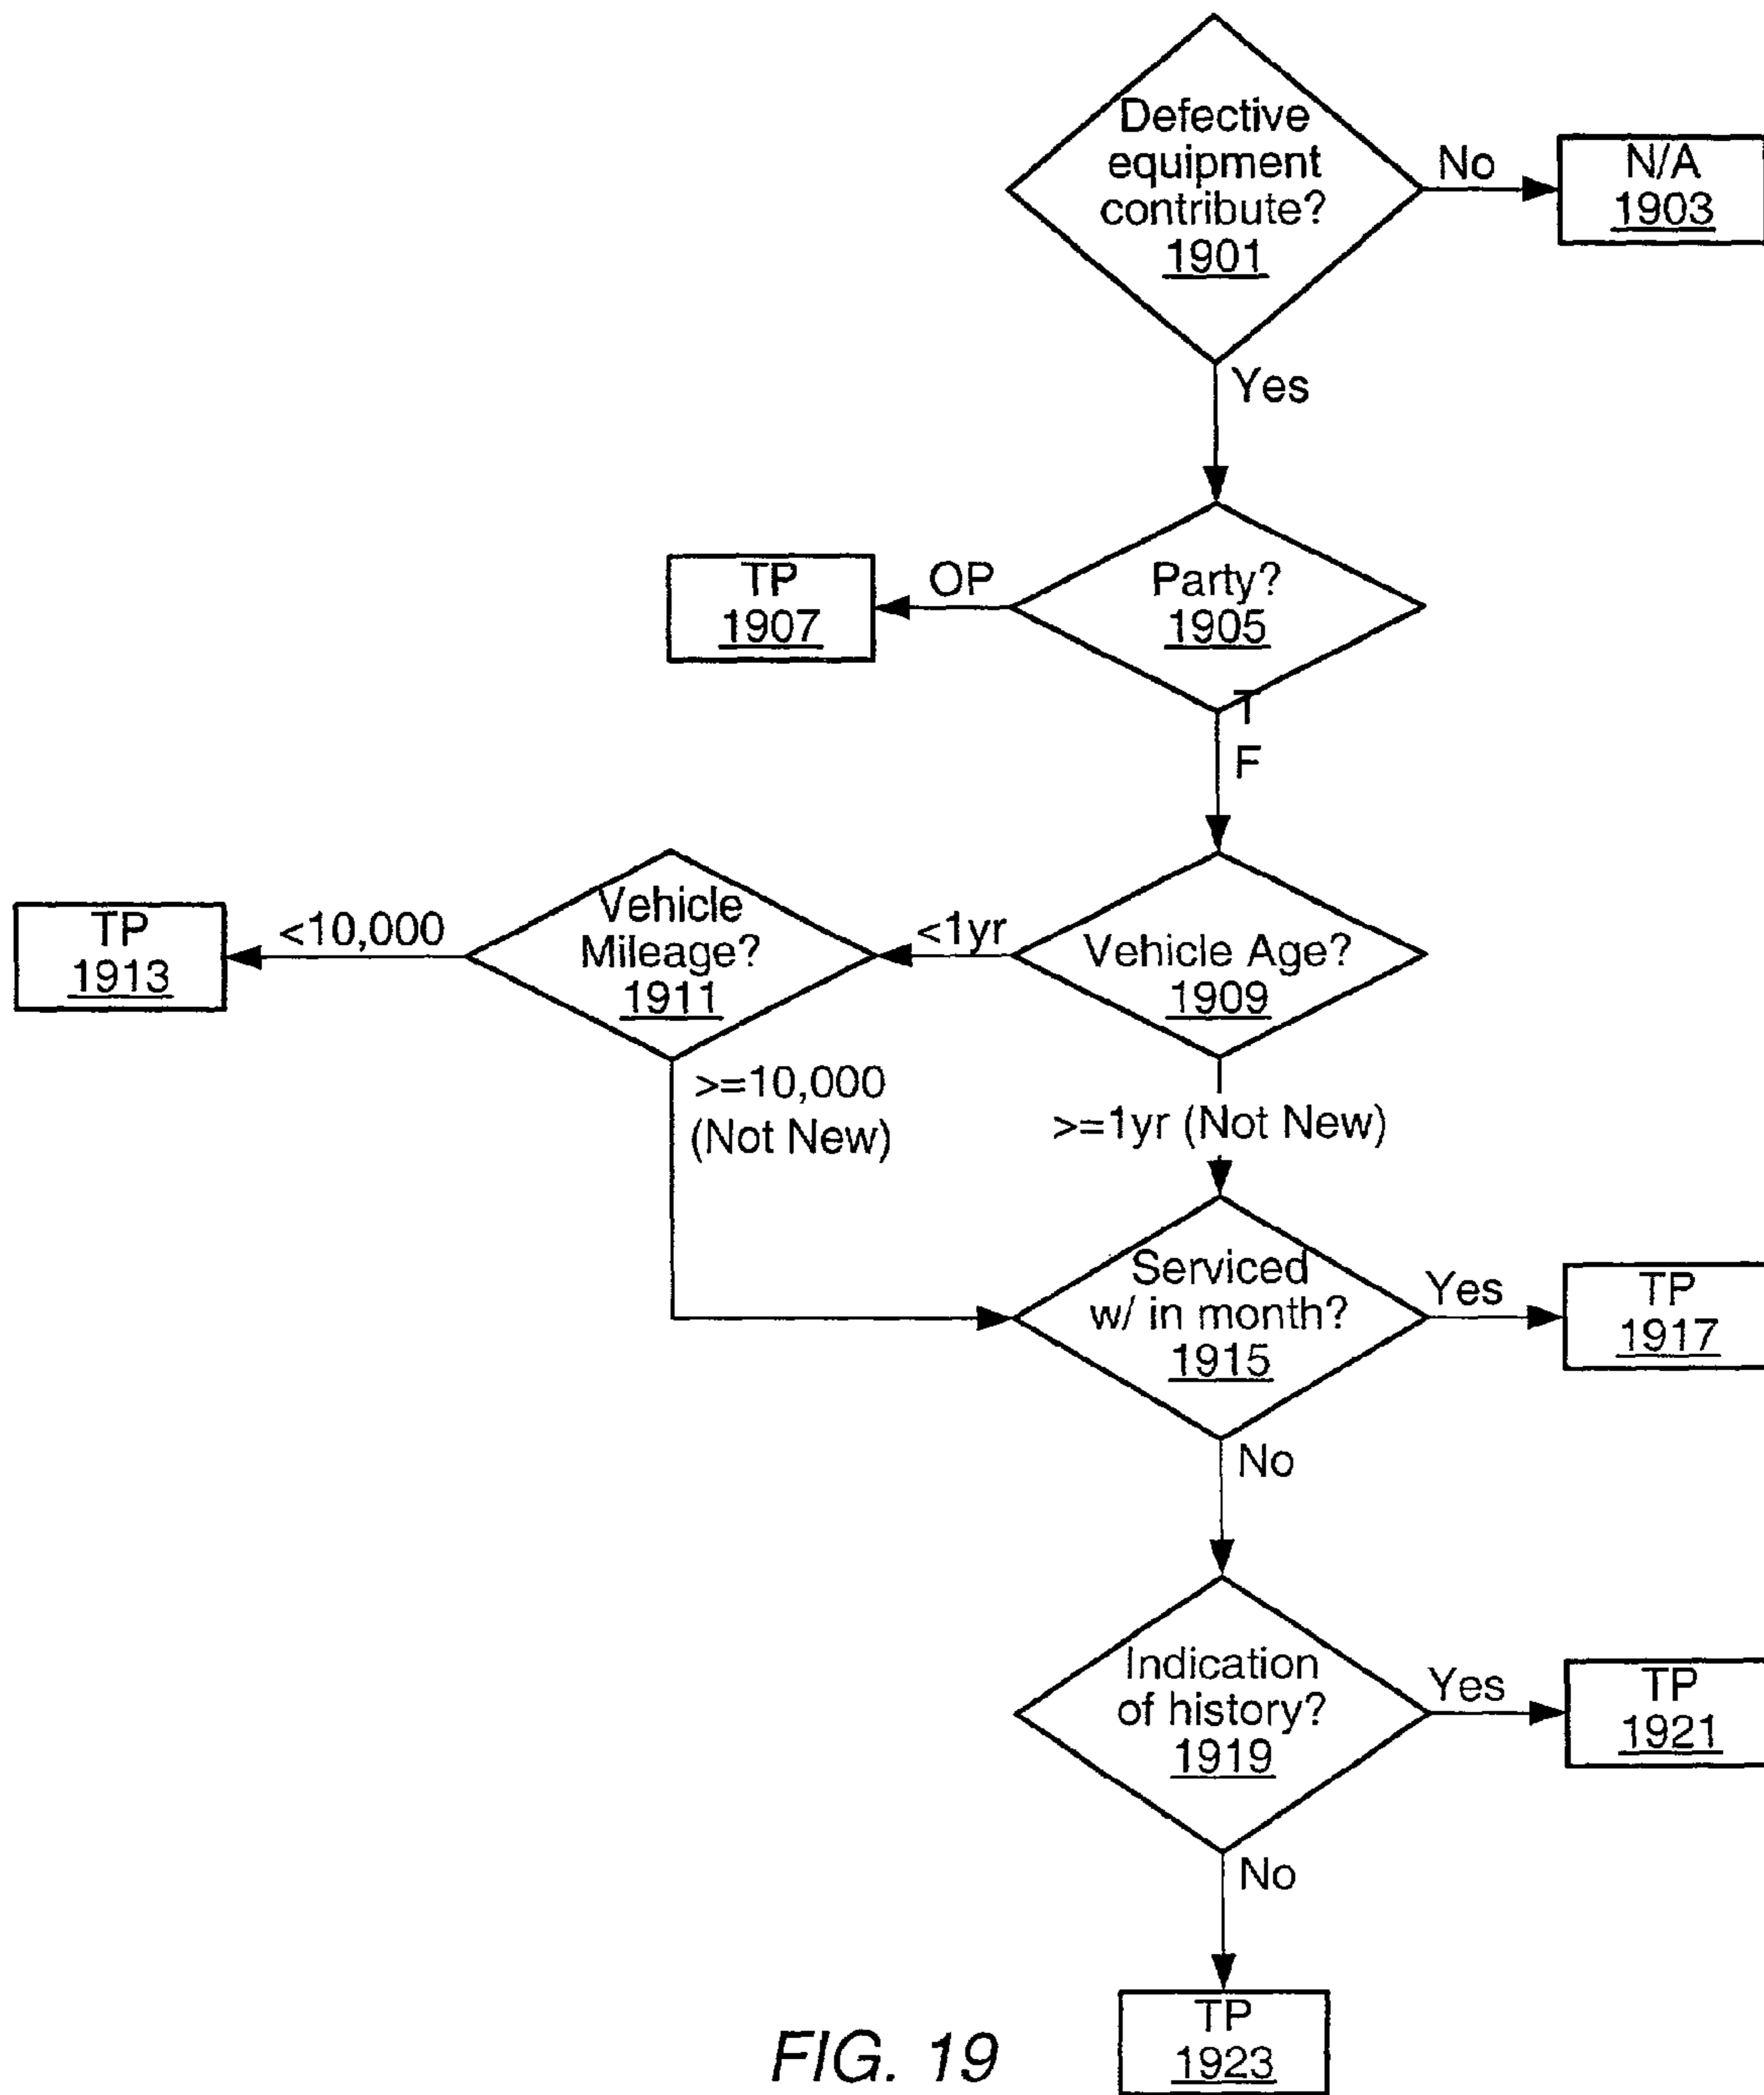 Defective
equipment
contribute?
1901
No
N/A
1903
Yes
Party?
1905
OP
TP
1907
T
F
Vehicle Age?
1909
<1yr
Vehicle
Mileage?
1911
<10,000
TP
1913
>=10,000
(Not New)
>=1yr (Not New)
Serviced
w/ in month?
1915
Yes
TP
1917
No
Indication
of history?
1919
Yes
TP
1921
No
TP
1923
FIG. 19